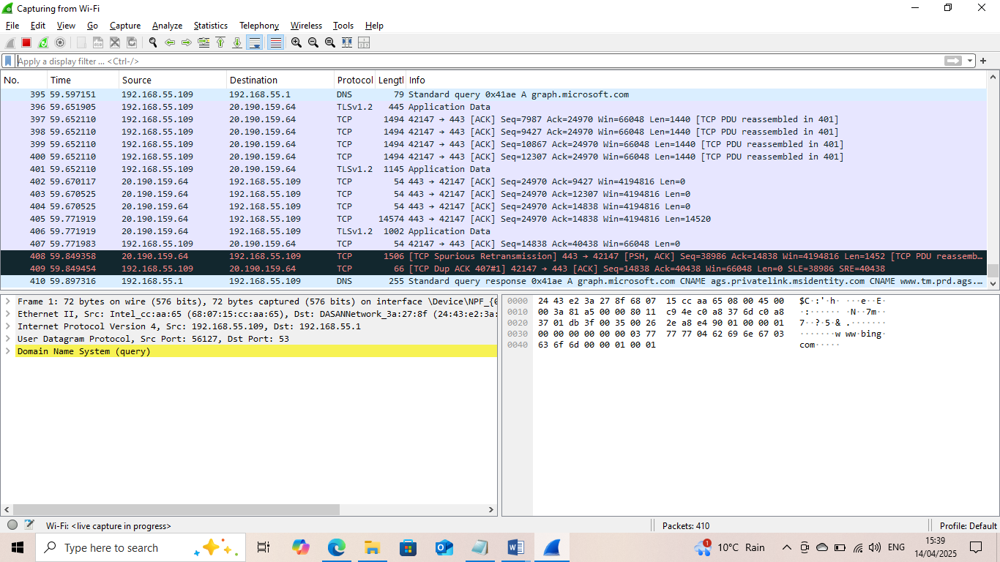 Capturing from Wi-Fi
File Edit View Go Capture Analyze Statistics Telephony Wireless Tools Help
Apply a display filter ... <Ctrl-/>
No. Time Source Destination Protocol Lengtl Info
395 59.597151 192.168.55.109 192.168.55.1 DNS 79 Standard query 0x41ae A graph.microsoft.com
396 59.651905 192.168.55.109 20.190.159.64 TLSv1.2 445 Application Data
397 59.652110 192.168.55.109 20.190.159.64 TCP 1494 42147 → 443 [ACK] Seq=7987 Ack=24970 Win=66048 Len=1440 [TCP PDU reassembled in 401]
398 59.652110 192.168.55.109 20.190.159.64 TCP 1494 42147 → 443 [ACK] Seq=9427 Ack=24970 Win=66048 Len=1440 [TCP PDU reassembled in 401]
399 59.652110 192.168.55.109 20.190.159.64 TCP 1494 42147 → 443 [ACK] Seq=10867 Ack=24970 Win=66048 Len=1440 [TCP PDU reassembled in 401]
400 59.652110 192.168.55.109 20.190.159.64 TCP 1494 42147 → 443 [ACK] Seq=12307 Ack=24970 Win=66048 Len=1440 [TCP PDU reassembled in 401]
401 59.652110 192.168.55.109 20.190.159.64 TLSv1.2 1145 Application Data
402 59.670117 20.190.159.64 192.168.55.109 TCP 54 443 → 42147 [ACK] Seq=24970 Ack=9427 Win=4194816 Len=0
403 59.670525 20.190.159.64 192.168.55.109 TCP 54 443 → 42147 [ACK] Seq=24970 Ack=12307 Win=4194816 Len=0
404 59.670525 20.190.159.64 192.168.55.109 TCP 54 443 → 42147 [ACK] Seq=24970 Ack=14838 Win=4194816 Len=0
405 59.771919 20.190.159.64 192.168.55.109 TCP 14574 443 → 42147 [ACK] Seq=24970 Ack=14838 Win=4194816 Len=14520
406 59.771919 20.190.159.64 192.168.55.109 TLSv1.2 1002 Application Data
407 59.771983 192.168.55.109 20.190.159.64 TCP 54 42147 → 443 [ACK] Seq=14838 Ack=40438 Win=66048 Len=0
408 59.849358 20.190.159.64 192.168.55.109 TCP 1506 [TCP Spurious Retransmission] 443 → 42147 [PSH, ACK] Seq=38986 Ack=14838 Win=4194816 Len=1452 [TCP PDU reassemb…
409 59.849454 192.168.55.109 20.190.159.64 TCP 66 [TCP Dup ACK 407#1] 42147 → 443 [ACK] Seq=14838 Ack=40438 Win=66048 Len=0 SLE=38986 SRE=40438
410 59.897316 192.168.55.1 192.168.55.109 DNS 255 Standard query response 0x41ae A graph.microsoft.com CNAME ags.privatelink.msidentity.com CNAME www.tm.prd.ags.…
Frame 1: 72 bytes on wire (576 bits), 72 bytes captured (576 bits) on interface \Device\NPF_{0
Ethernet II, Src: Intel_cc:aa:65 (68:07:15:cc:aa:65), Dst: DASANNetwork_3a:27:8f (24:43:e2:3a:
Internet Protocol Version 4, Src: 192.168.55.109, Dst: 192.168.55.1
User Datagram Protocol, Src Port: 56127, Dst Port: 53
Domain Name System (query)
0000 24 43 e2 3a 27 8f 68 07 15 cc aa 65 08 00 45 00 $C·:'·h· ···e··E·
0010 00 3a 81 a5 00 00 80 11 c9 4e c0 a8 37 6d c0 a8 ·:······ ·N··7m··
0020 37 01 db 3f 00 35 00 26 2e a8 e4 90 01 00 00 01 7··?·5·& .·······
0030 00 00 00 00 00 00 03 77 77 77 04 62 69 6e 67 03 ·······w ww·bing·
0040 63 6f 6d 00 00 01 00 01 com·····
Wi-Fi: <live capture in progress> Packets: 410 Profile: Default
Type here to search
1
10°C Rain
ENG
15:39
14/04/2025